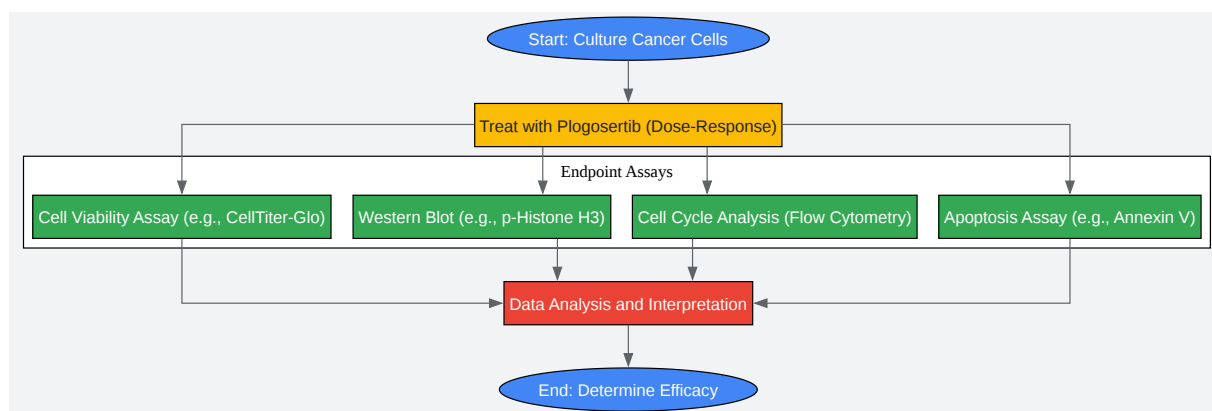 Start: Culture Cancer Cells
Treat with Plogosertib (Dose-Response)
Endpoint Assays
Cell Viability Assay (e.g., CellTiter-Glo)
Western Blot (e.g., p-Histone H3)
Cell Cycle Analysis (Flow Cytometry)
Apoptosis Assay (e.g., Annexin V)
Data Analysis and Interpretation
End: Determine Efficacy